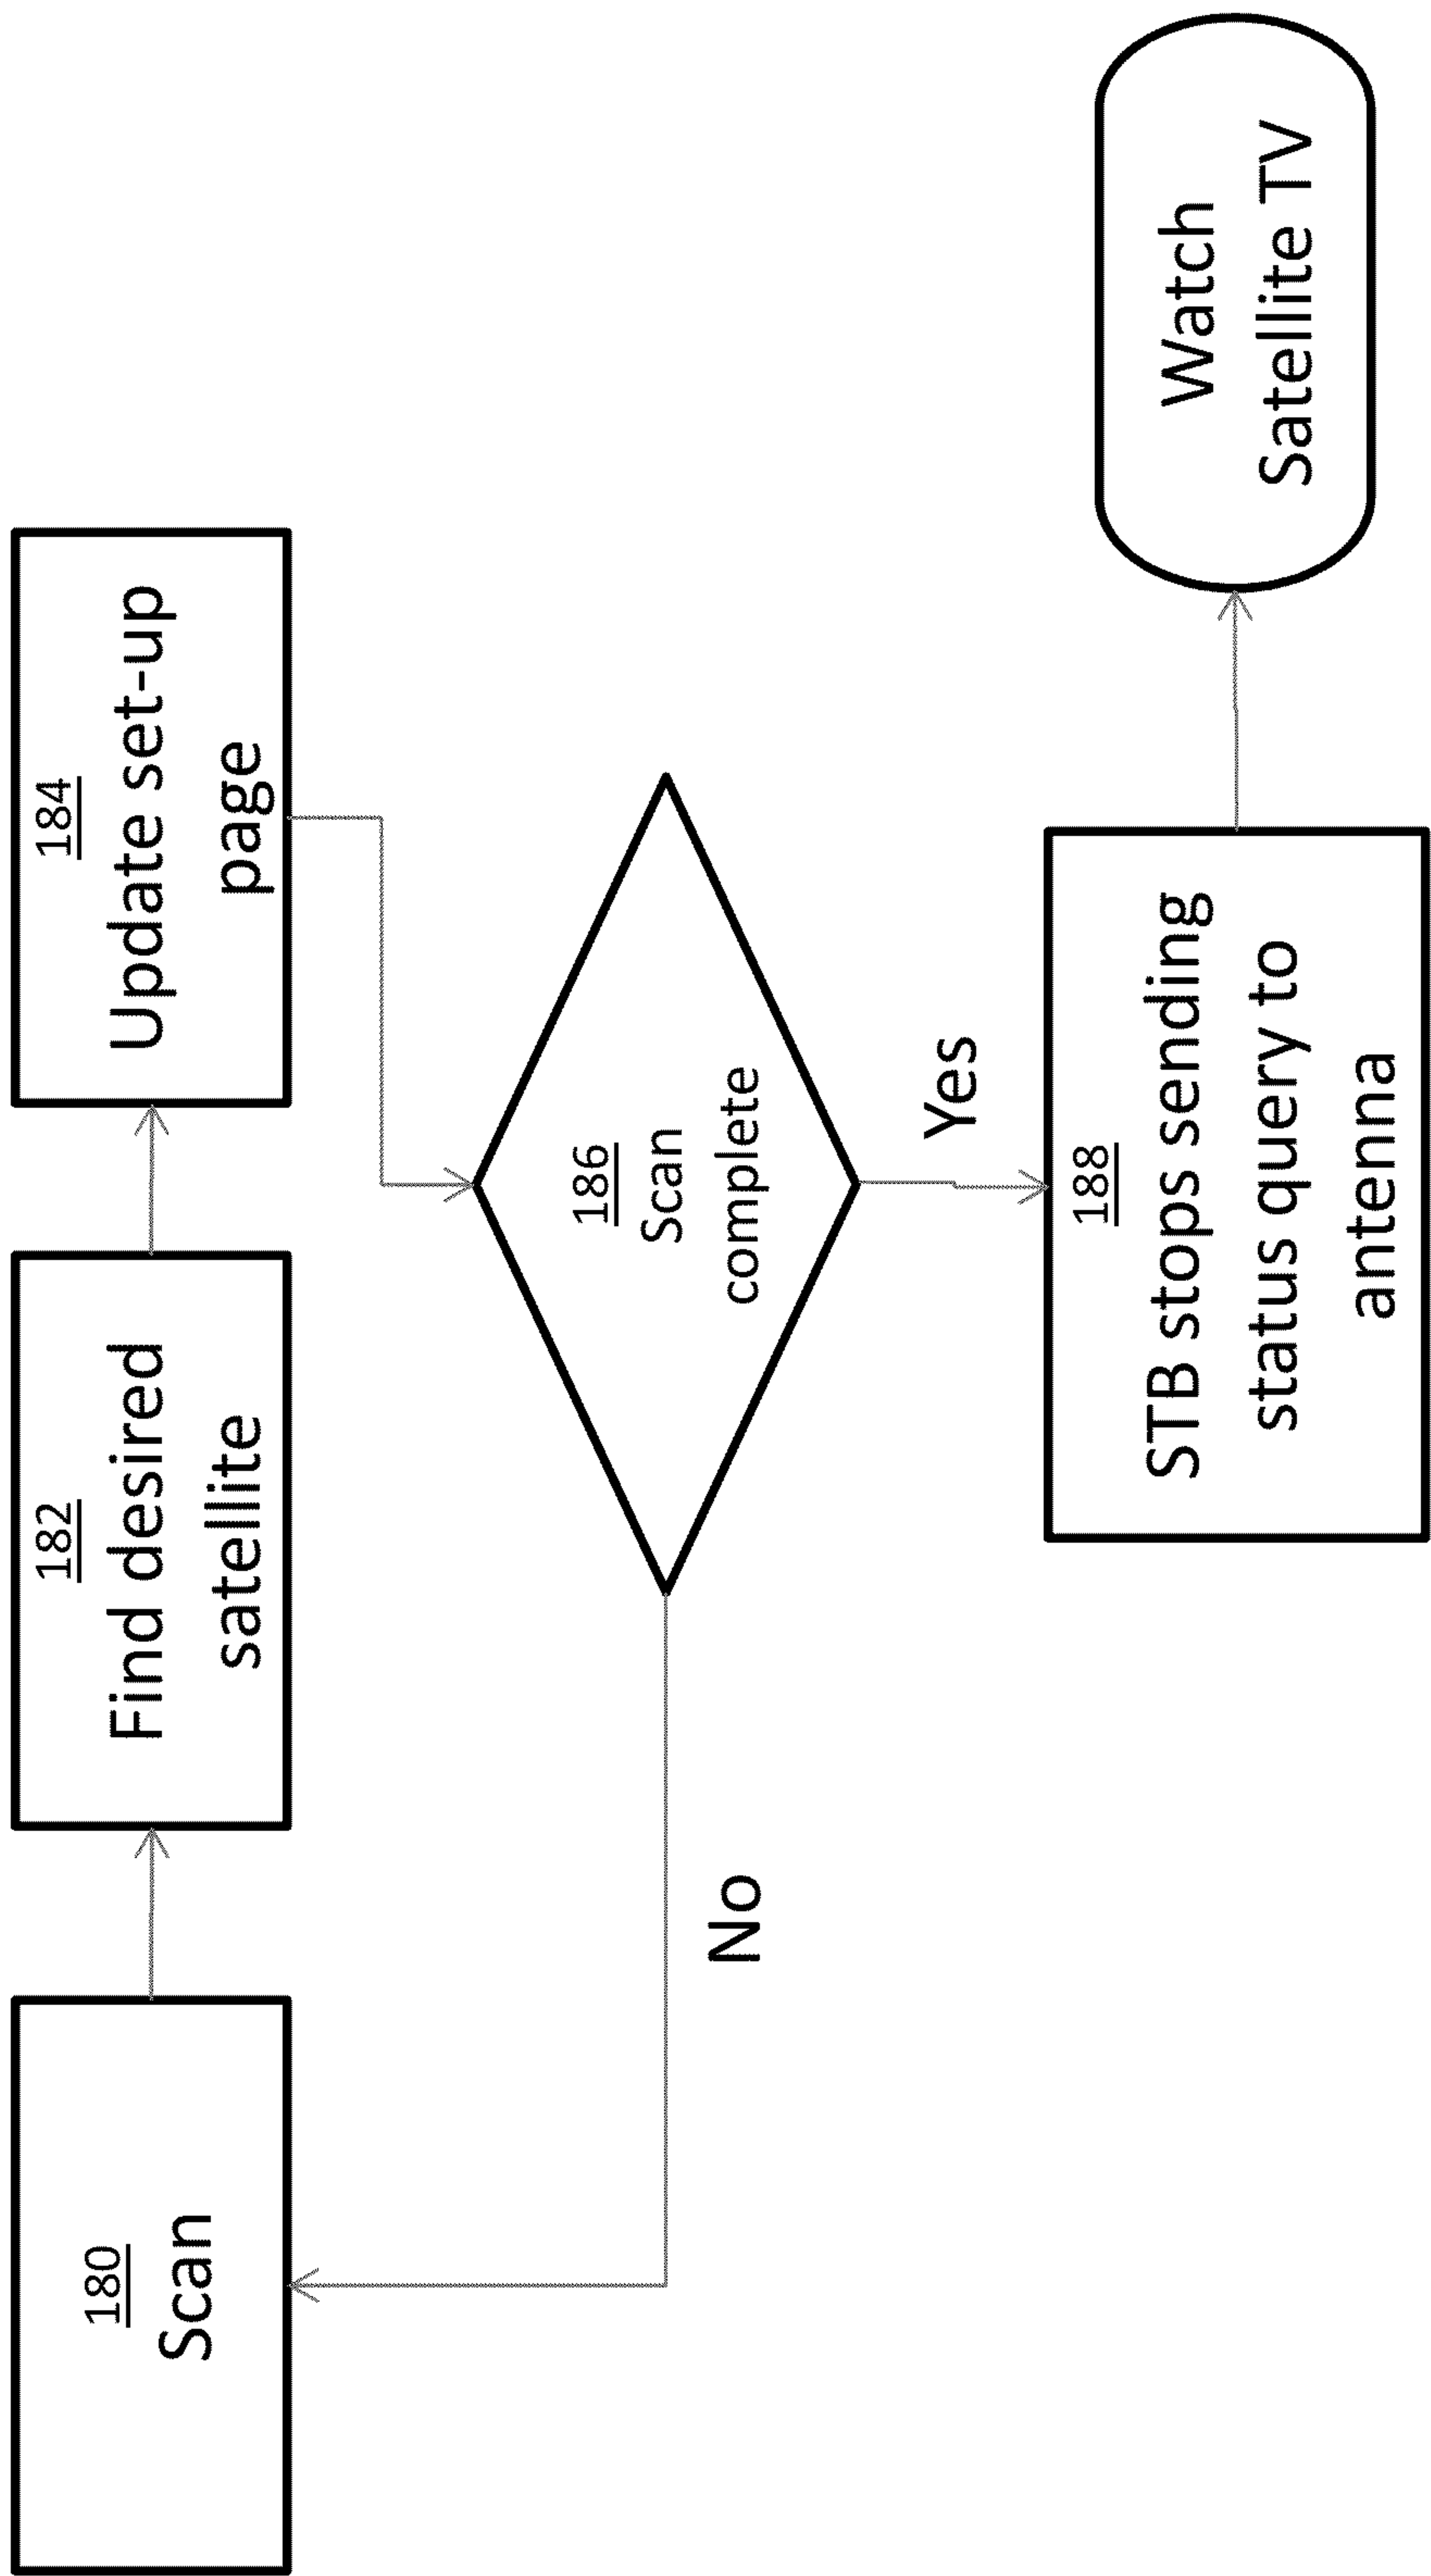 180
Scan
182
Find desired
satellite
184
Update set-up
page
186
Scan
complete
No
Yes
188
STB stops sending
status query to
antenna
Watch
Satellite TV